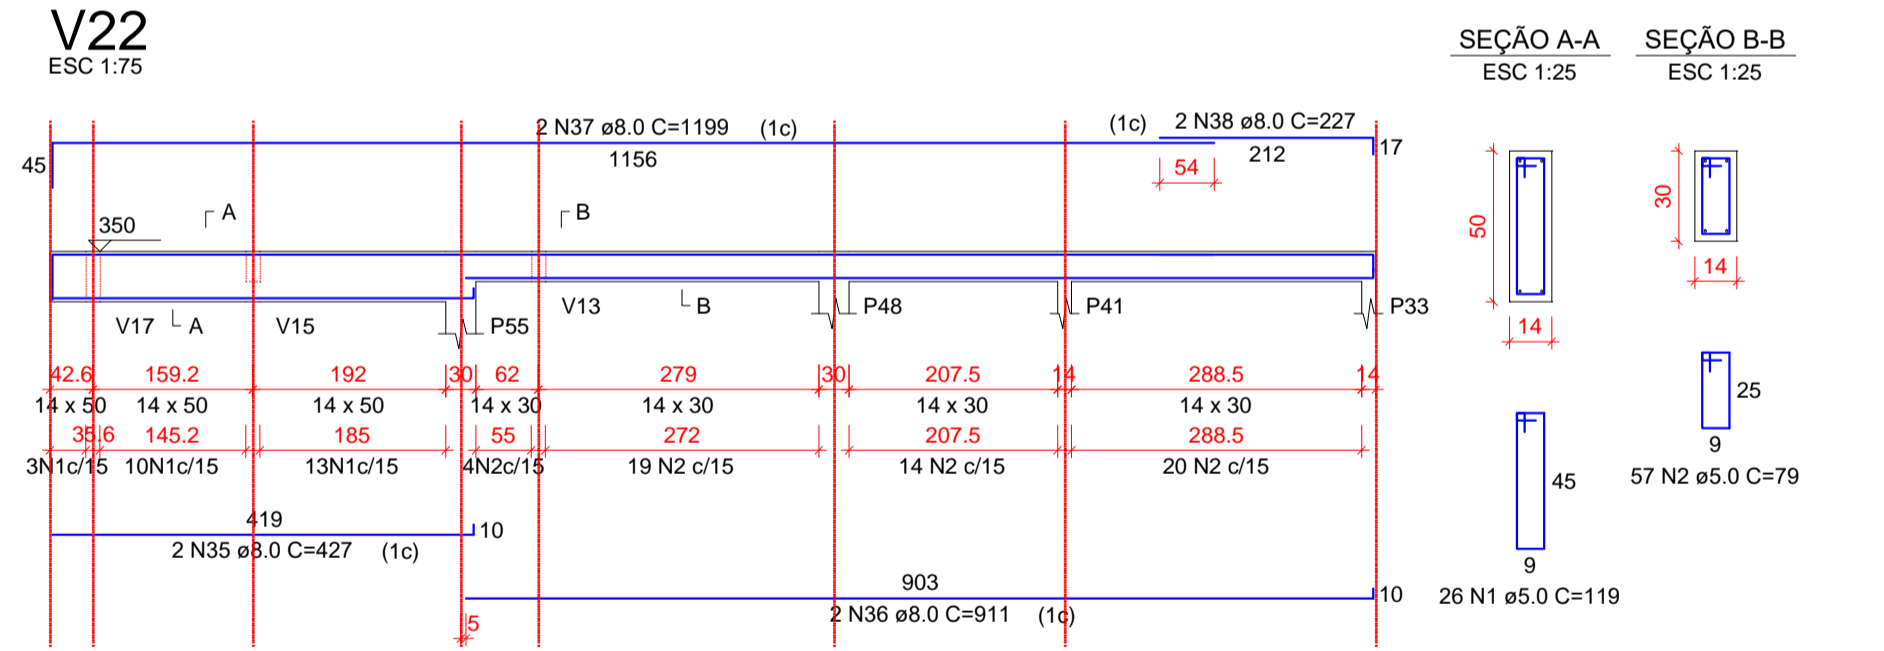 V22
ESC 1:75
SEÇÃO A-A
ESC 1:25
SEÇÃO B-B
ESC 1:25
2 N37 ø8.0 C=1199 (1c)
(1c) 2 N38 ø8.0 C=227
45
1156
212
17
54
A
B
350
50
14
30
14
V17
A
V15
P55
V13
B
P48
P41
P33
42.6 159.2 192 30 62 279 30 207.5 14 288.5 14
14 x 50 14 x 50 14 x 50 14 x 30 14 x 30 14 x 30 14 x 30
35.6 145.2 185 55 272 207.5 288.5
3N1c/15 10N1c/15 13N1c/15 4N2c/15 19 N2 c/15 14 N2 c/15 20 N2 c/15
419
10
2 N35 ø8.0 C=427 (1c)
903
10
2 N36 ø8.0 C=911 (1c)
5
45
9
26 N1 ø5.0 C=119
25
9
57 N2 ø5.0 C=79